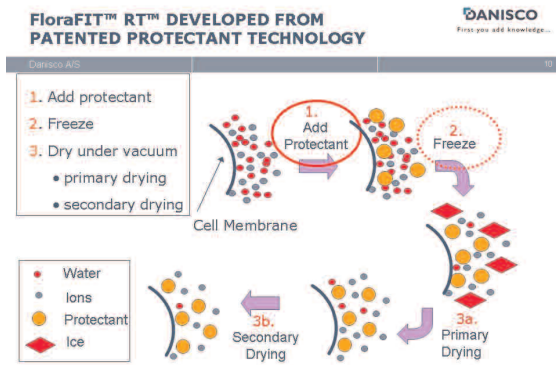 FloraFIT™ RT™ DEVELOPED FROM
PATENTED PROTECTANT TECHNOLOGY
DANISCO
First you add knowledge...
Danisco A/S
10
1. Add protectant
2. Freeze
3. Dry under vacuum
• primary drying
• secondary drying
1.
Add
Protectant
2.
Freeze
Cell Membrane
Water
Ions
Protectant
Ice
3b.
Secondary
Drying
3a.
Primary
Drying